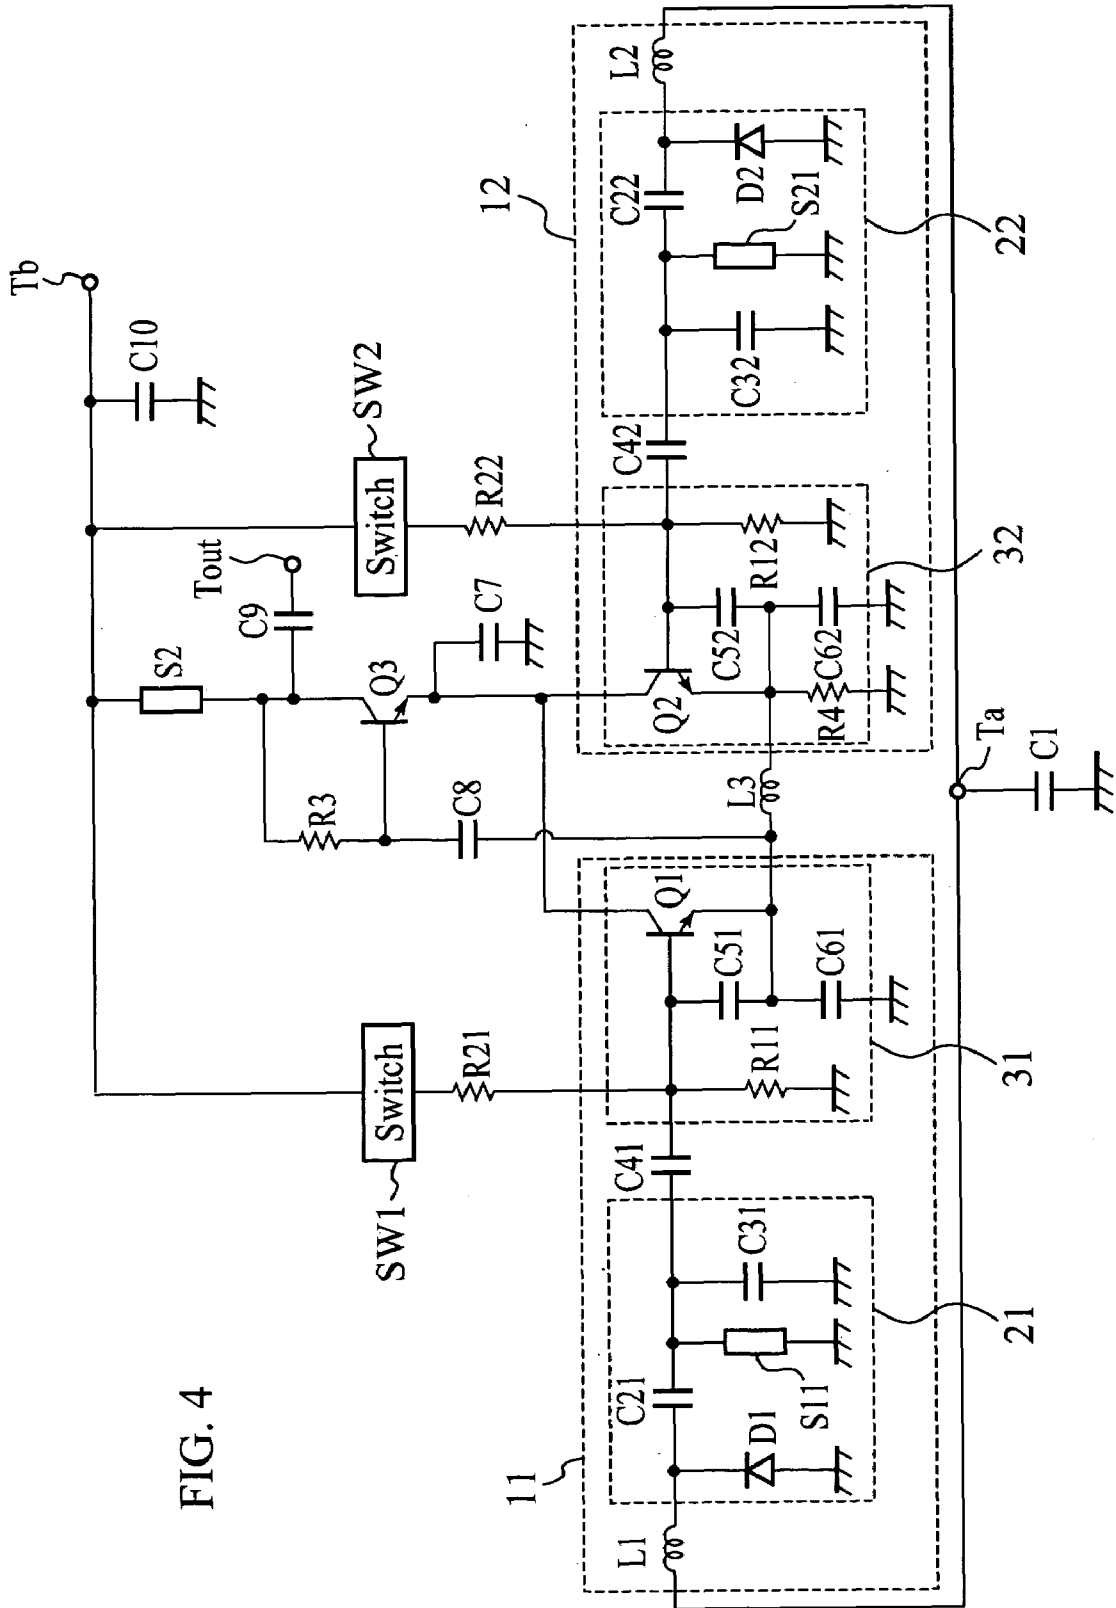 FIG. 4
Tb
C10
SW2
Switch
R22
Tout
C9
S2
Q3
C7
R3
C8
SW1
Switch
R21
12
L2
C22
D2
S21
22
C32
C42
R12
32
C52
C62
Q2
R4
L3
Q1
C51
C61
R11
31
C41
C31
21
C21
S11
D1
11
L1
Ta
C1